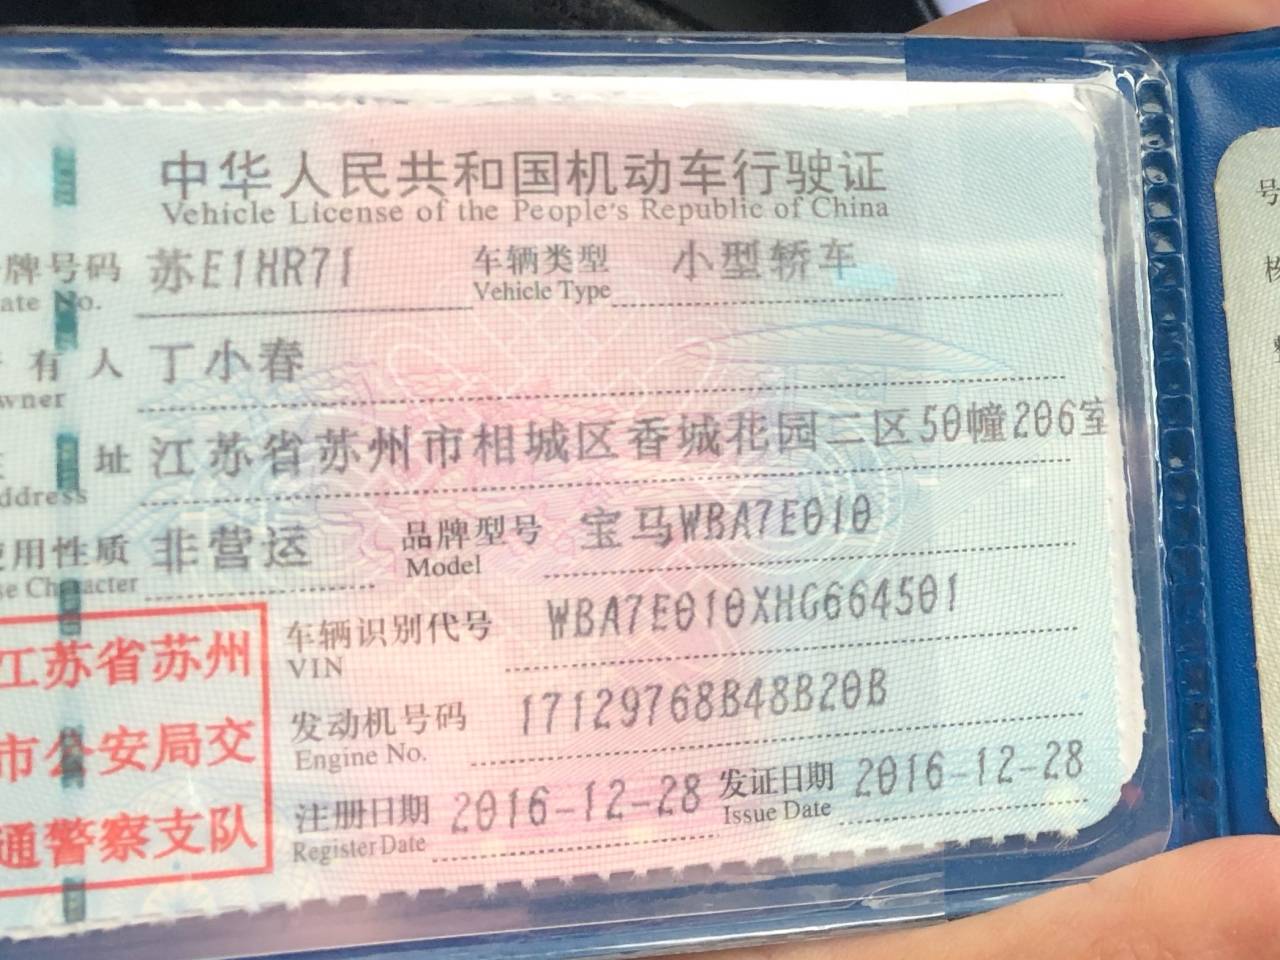 中华人民共和国机动车行驶证
Vehicle License of the People's Republic of China
牌号码 苏E1HR71 车辆类型 小型轿车
ate No. Vehicle Type
有人 丁小春
wner
址 江苏省苏州市相城区香城花园二区50幢206室
ddress
使用性质 非营运 品牌型号 宝马WBA7E010
se Character Model
江苏省苏州
市公安局交
通警察支队
车辆识别代号 WBA7E010XHG664501
VIN
发动机号码 17129768B48B20B
Engine No.
注册日期 2016-12-28 发证日期 2016-12-28
Register Date Issue Date
号